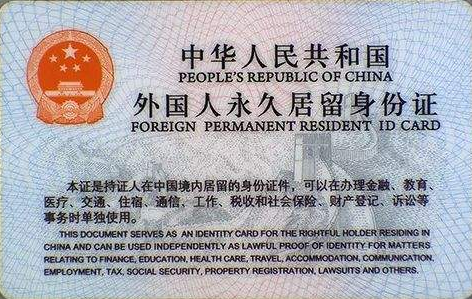 中华人民共和国
PEOPLE'S REPUBLIC OF CHINA
外国人永久居留身份证
FOREIGN PERMANENT RESIDENT ID CARD
本证是持证人在中国境内居留的身份证件，可以在办理金融、教育、
医疗、交通、住宿、通信、工作、税收和社会保险、财产登记、诉讼等
事务时单独使用。
THIS DOCUMENT SERVES AS AN IDENTITY CARD FOR THE RIGHTFUL HOLDER RESIDING IN
CHINA AND CAN BE USED INDEPENDENTLY AS LAWFUL PROOF OF IDENTITY FOR MATTERS
RELATING TO FINANCE, EDUCATION, HEALTH CARE, TRAVEL, ACCOMMODATION, COMMUNICATION,
EMPLOYMENT, TAX, SOCIAL SECURITY, PROPERTY REGISTRATION, LAWSUITS AND OTHERS.